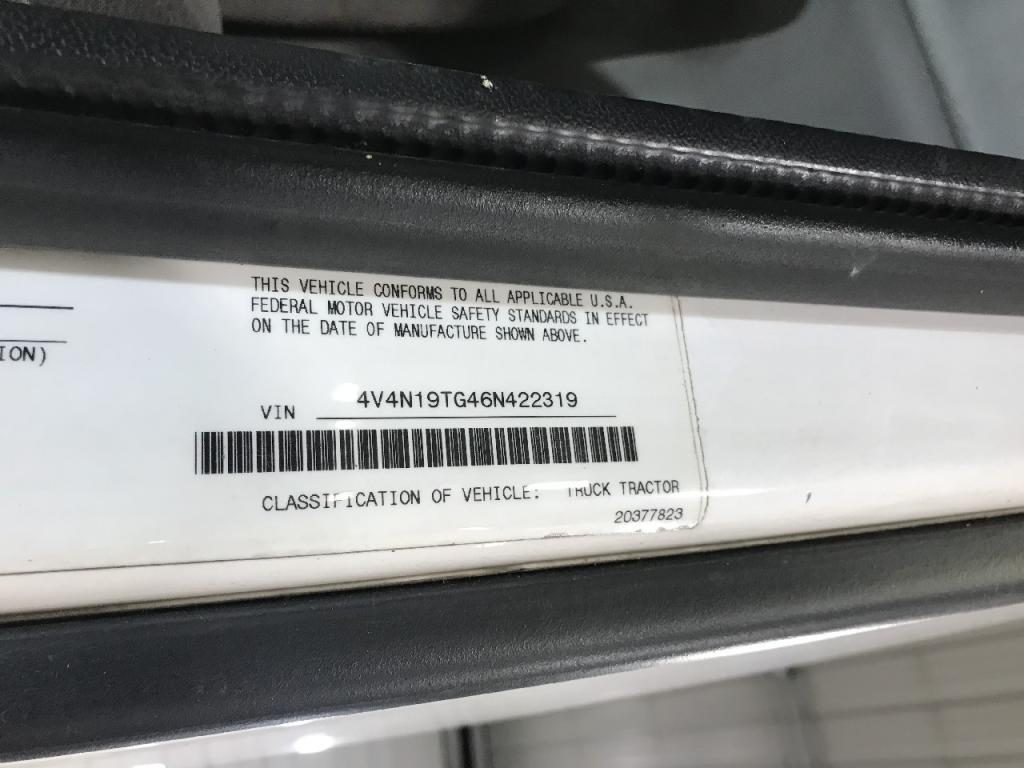 THIS VEHICLE CONFORMS TO ALL APPLICABLE U.S.A.
FEDERAL MOTOR VEHICLE SAFETY STANDARDS IN EFFECT
ON THE DATE OF MANUFACTURE SHOWN ABOVE.
ION)
VIN 4V4N19TG46N422319
CLASSIFICATION OF VEHICLE: TRUCK TRACTOR
20377823